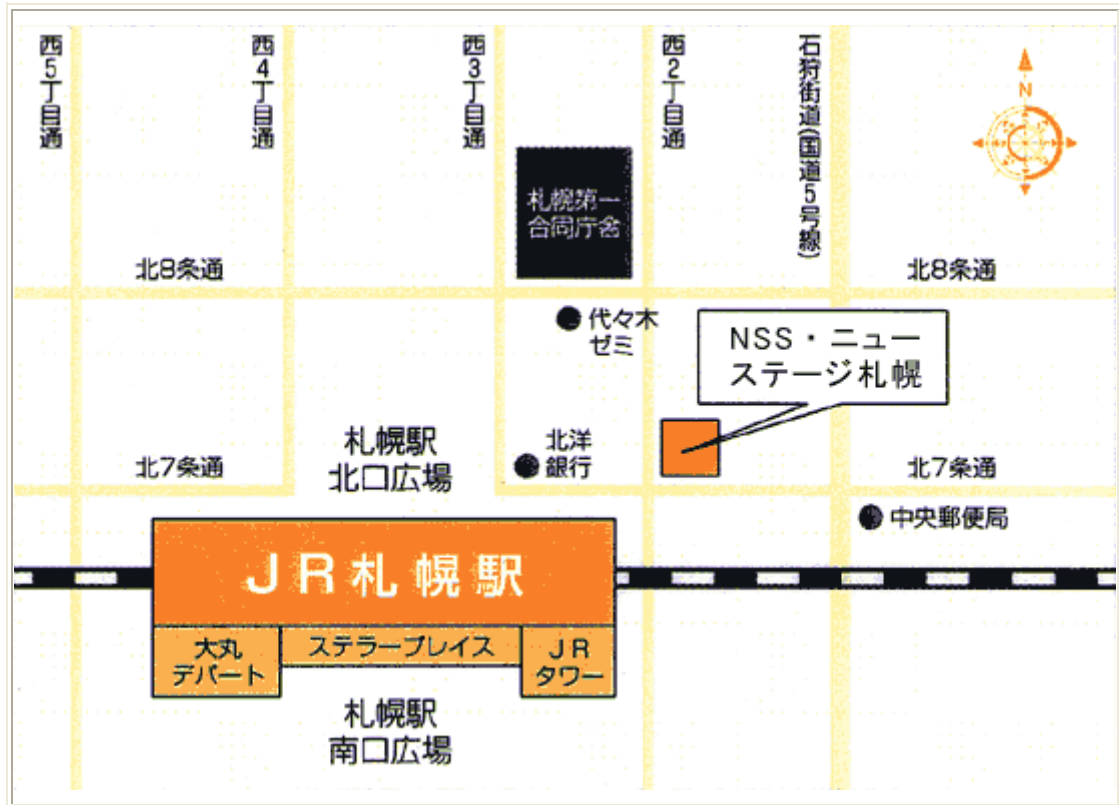 西5丁目通
西4丁目通
西3丁目通
西2丁目通
石狩街道(国道5号線)
N
札幌第一
合同庁舎
北8条通
北8条通
代々木
ゼミ
NSS・ニュー
ステージ札幌
札幌駅
北口広場
北7条通
北洋
銀行
北7条通
中央郵便局
JR札幌駅
大丸
デパート
ステラープレイス
JR
タワー
札幌駅
南口広場